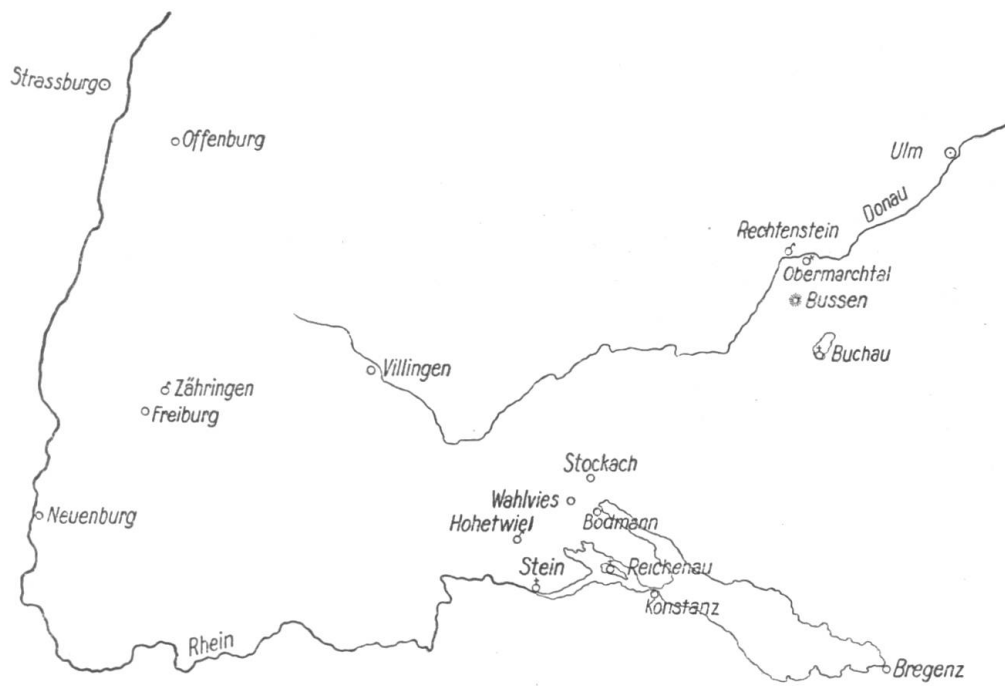 Strassburg
Offenburg
Ulm
Donau
Rechtenstein
Obermarchtal
Bussen
Buchau
Villingen
Zähringen
Freiburg
Stockach
Wahlvies
Neuenburg
Bodmann
Hohetwiel
Stein
Reichenau
Konstanz
Rhein
Bregenz